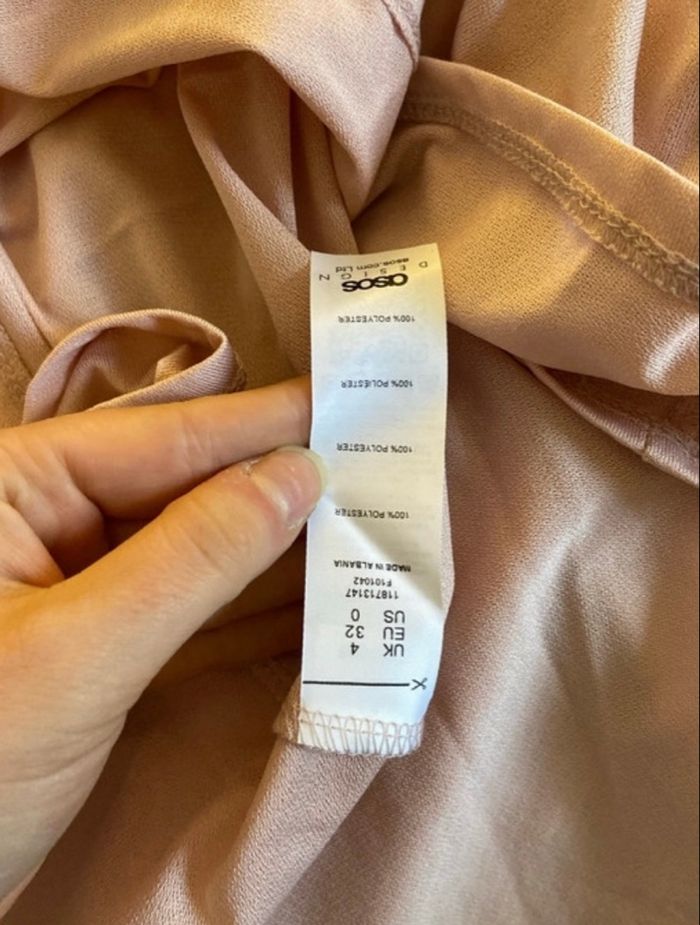 UK 4
EU 32
US 0
118713147
F101042
MADE IN ALBANIA
100% POLYESTER
100% POLYESTER
100% POLIESTER
100% POLYESTER
asos
DESIGN
asos.com Ltd